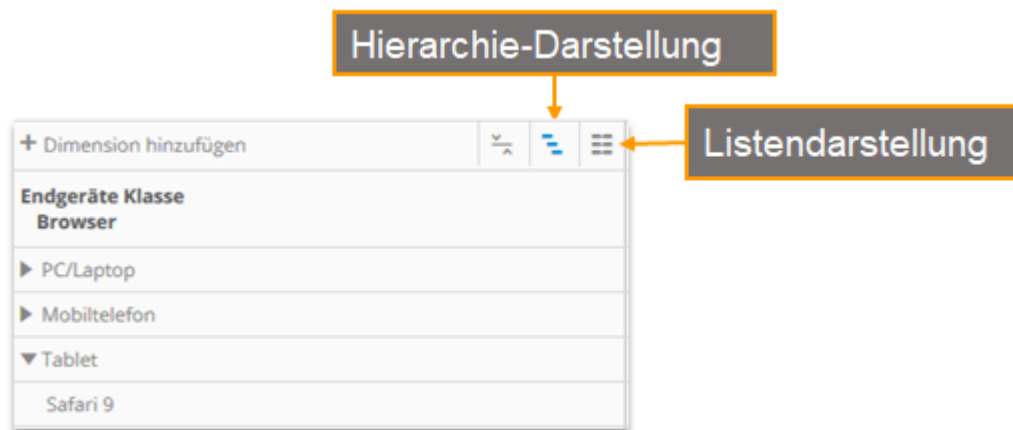 Hierarchie-Darstellung
Listendarstellung
+ Dimension hinzufügen
Endgeräte Klasse
Browser
PC/Laptop
Mobiltelefon
Tablet
Safari 9